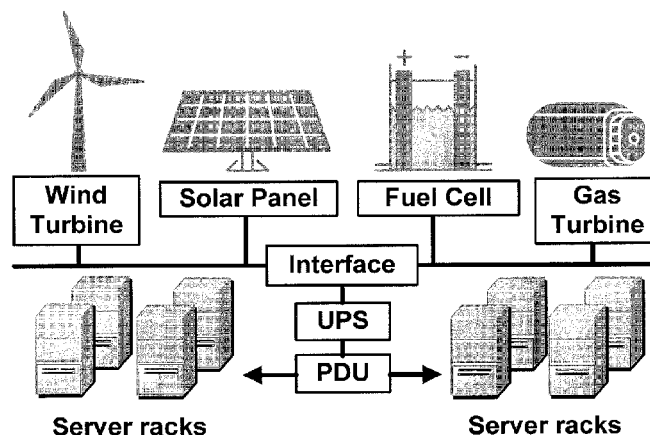 + −
Wind
Turbine
Solar Panel
Fuel Cell
Gas
Turbine
Interface
UPS
PDU
Server racks
Server racks